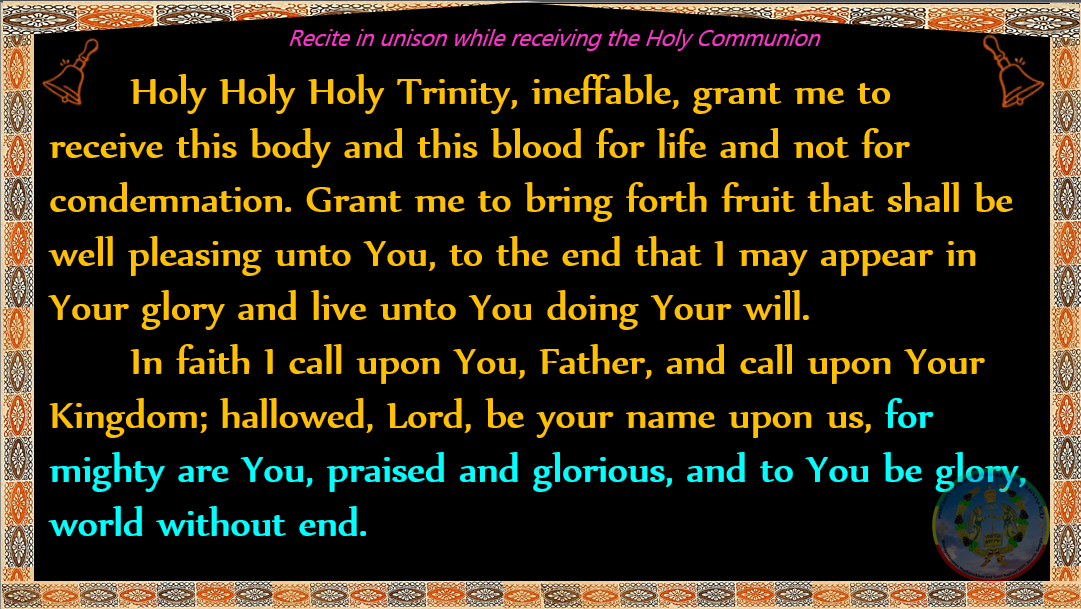 Recite in unison while receiving the Holy Communion
Holy Holy Holy Trinity, ineffable, grant me to
receive this body and this blood for life and not for
condemnation. Grant me to bring forth fruit that shall be
well pleasing unto You, to the end that I may appear in
Your glory and live unto You doing Your will.
In faith I call upon You, Father, and call upon Your
Kingdom; hallowed, Lord, be your name upon us, for
mighty are You, praised and glorious, and to You be glory,
world without end.